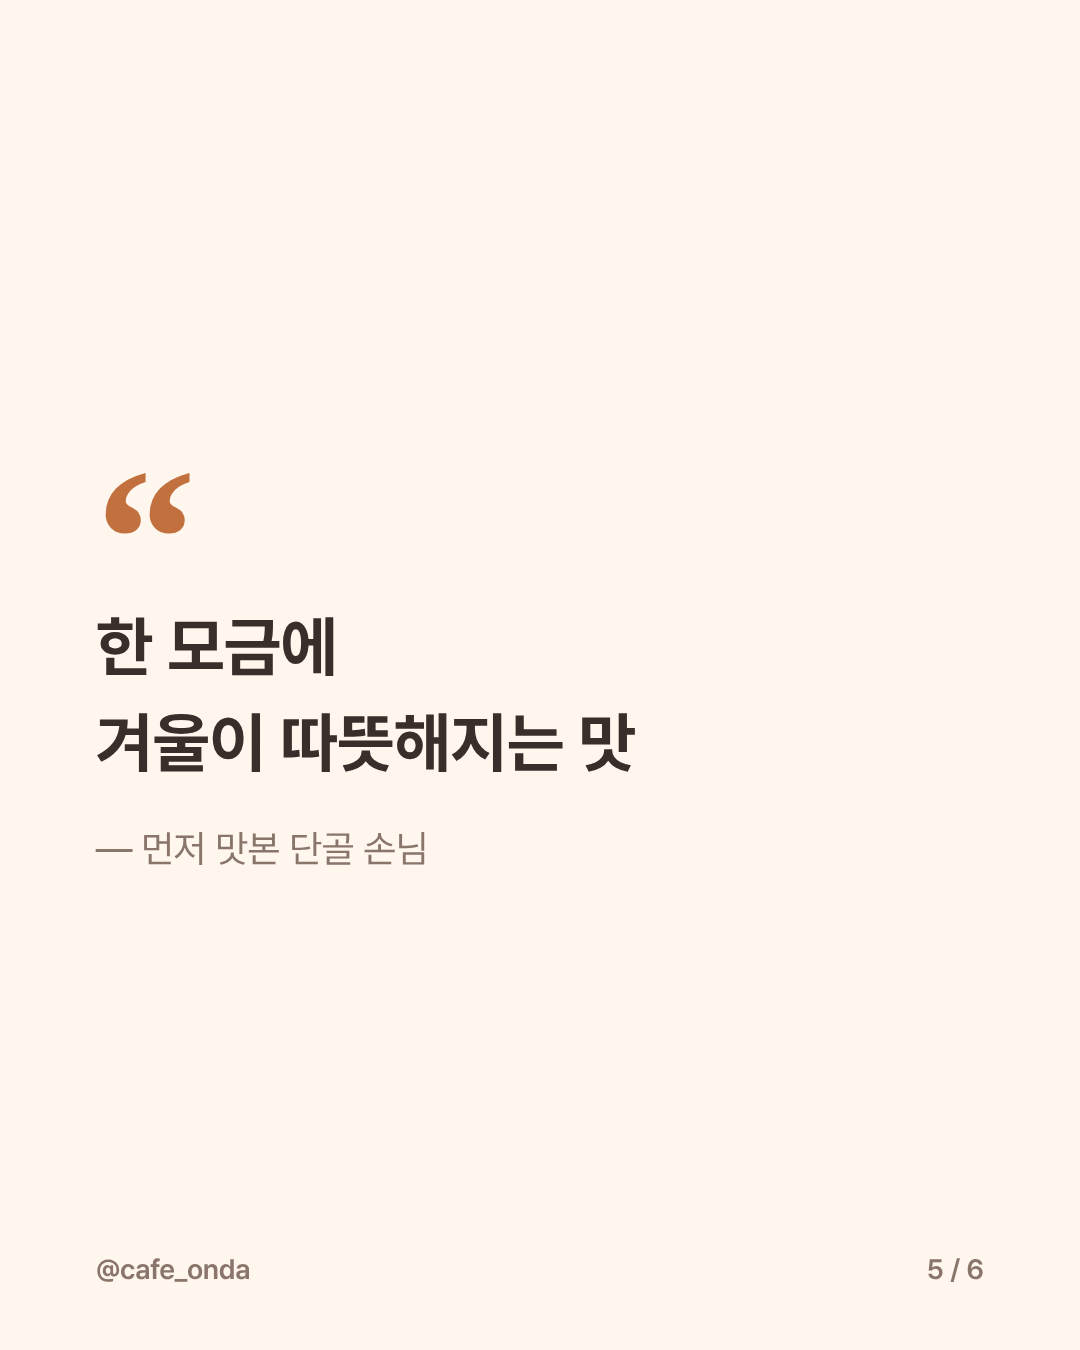 “
한 모금에
겨울이 따뜻해지는 맛
— 먼저 맛본 단골 손님
@cafe_onda
5 / 6